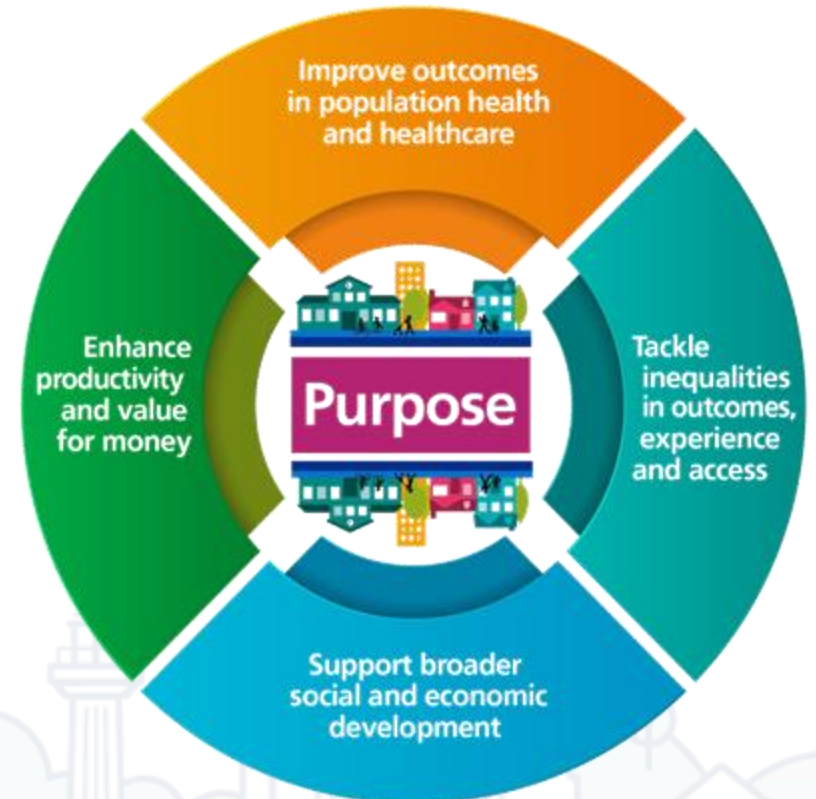 Improve outcomes
in population health
and healthcare
Enhance
productivity
and value
for money
Purpose
Tackle
inequalities
in outcomes,
experience
and access
Support broader
social and economic
development